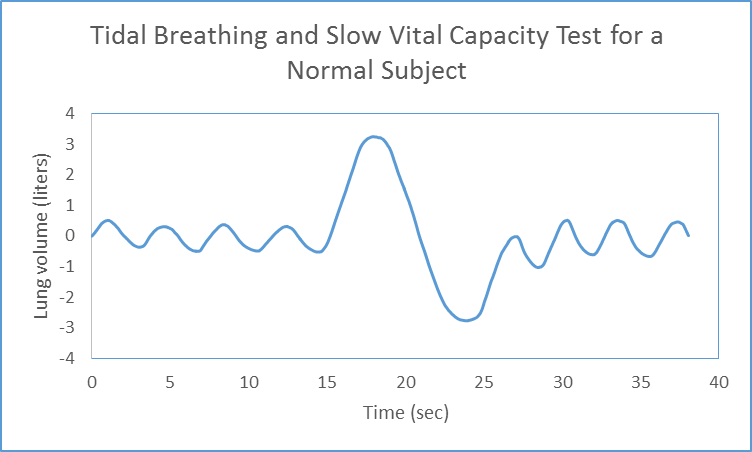 Tidal Breathing and Slow Vital Capacity Test for a
Normal Subject
4
3
2
1
0
-1
-2
-3
-4
Lung volume (liters)
0 5 10 15 20 25 30 35 40
Time (sec)